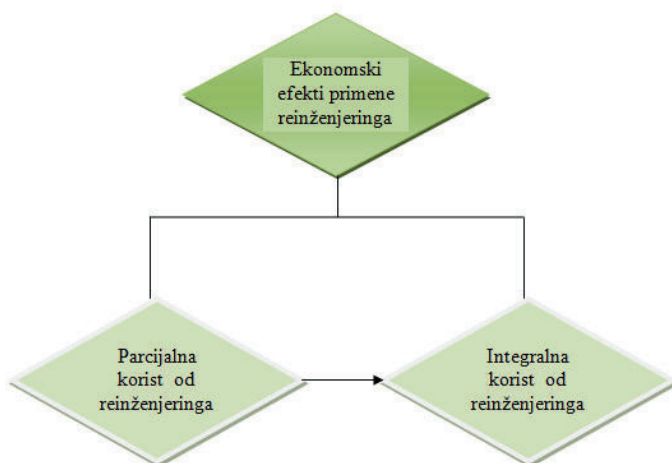 Ekonomski
efekti primene
reinženjeringa
Parcijalna
korist od
reinženjeringa
Integralna
korist od
reinženjeringa